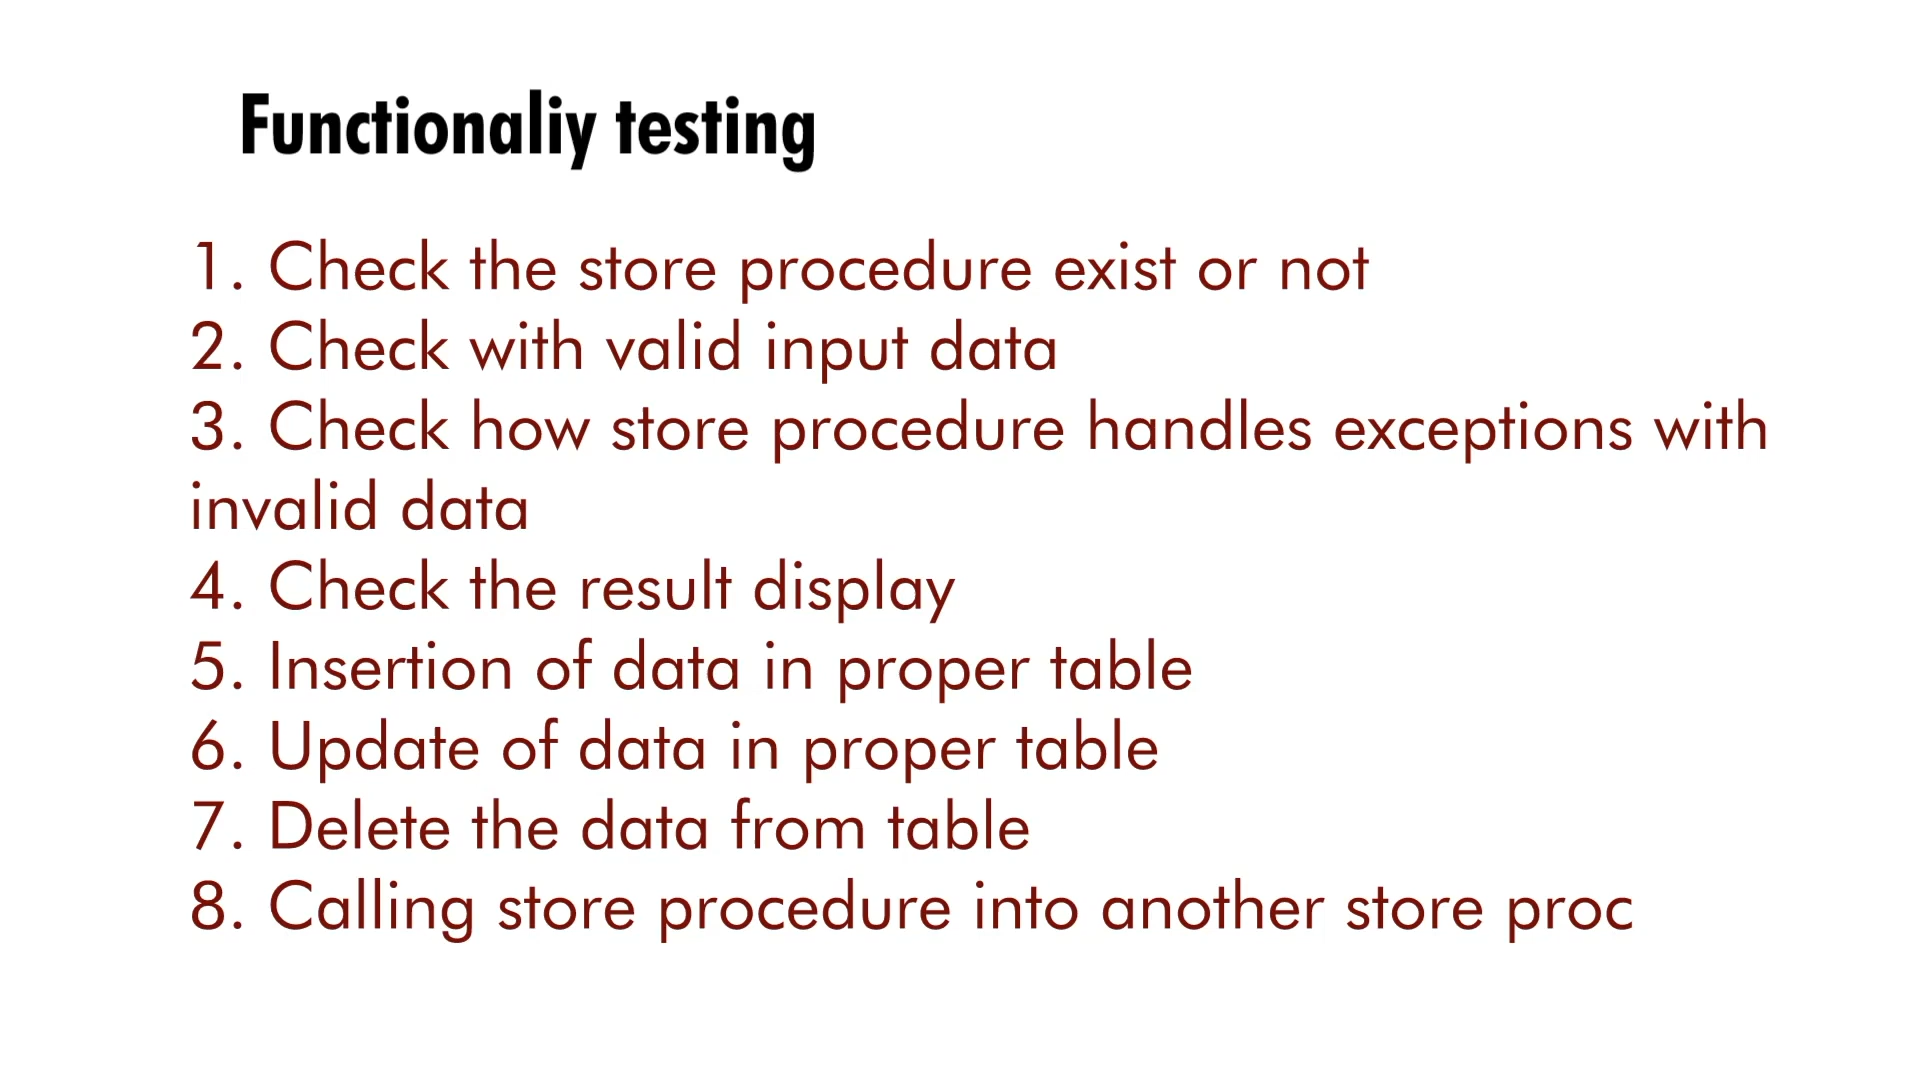 Functionaliy testing
1. Check the store procedure exist or not
2. Check with valid input data
3. Check how store procedure handles exceptions with
invalid data
4. Check the result display
5. Insertion of data in proper table
6. Update of data in proper table
7. Delete the data from table
8. Calling store procedure into another store proc